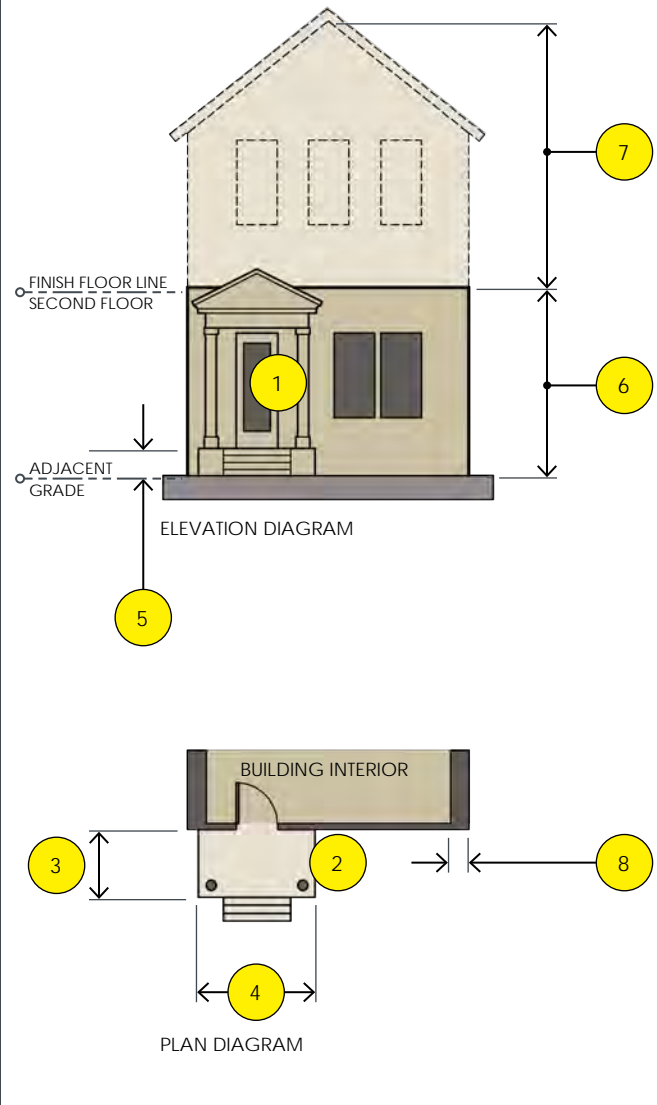 7
FINISH FLOOR LINE
SECOND FLOOR
1
6
ADJACENT
GRADE
ELEVATION DIAGRAM
5
BUILDING INTERIOR
3
2
8
4
PLAN DIAGRAM